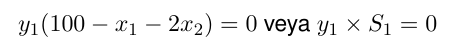 y₁(100 − x₁ − 2x₂) = 0 veya y₁ × S₁ = 0